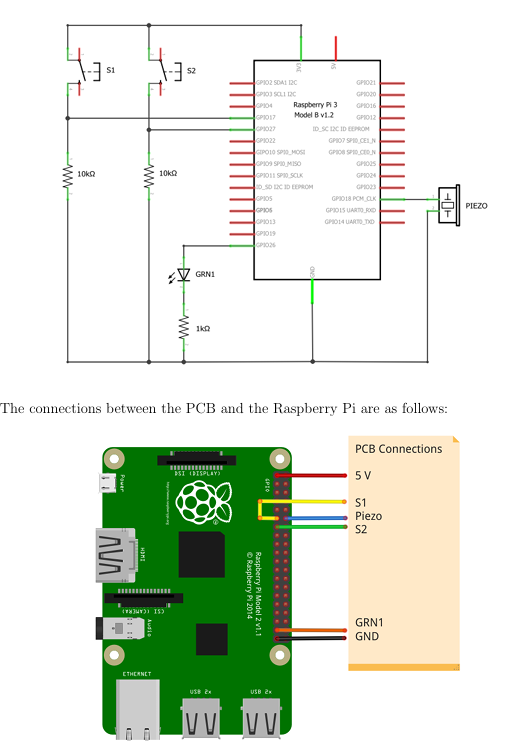 3V3
5V
S1
S2
GPIO2 SDA1 I2C
GPIO3 SCL1 I2C
GPIO4
GPIO17
GPIO27
GPIO22
GIPO10 SPI0_MOSI
GPIO9 SPI0_MISO
GPIO11 SPI0_SCLK
ID_SD I2C ID EEPROM
GPIO5
GPIO6
GPIO13
GPIO19
GPIO26
Raspberry Pi 3
Model B v1.2
GPIO21
GPIO20
GPIO16
GPIO12
ID_SC I2C ID EEPROM
GPIO7 SPI0_CE1_N
GPIO8 SPI0_CE0_N
GPIO25
GPIO24
GPIO23
GPIO18 PCM_CLK
GPIO15 UART0_RXD
GPIO14 UART0_TXD
GND
10kΩ
10kΩ
PIEZO
GRN1
1kΩ
The connections between the PCB and the Raspberry Pi are as follows:
DSI (DISPLAY)
GPIO
Power
HDMI
Raspberry Pi Model 2 v1.1
© Raspberry Pi 2014
CSI (CAMERA)
Audio
ETHERNET
USB 2x
USB 2x
PCB Connections
5 V
S1
Piezo
S2
GRN1
GND